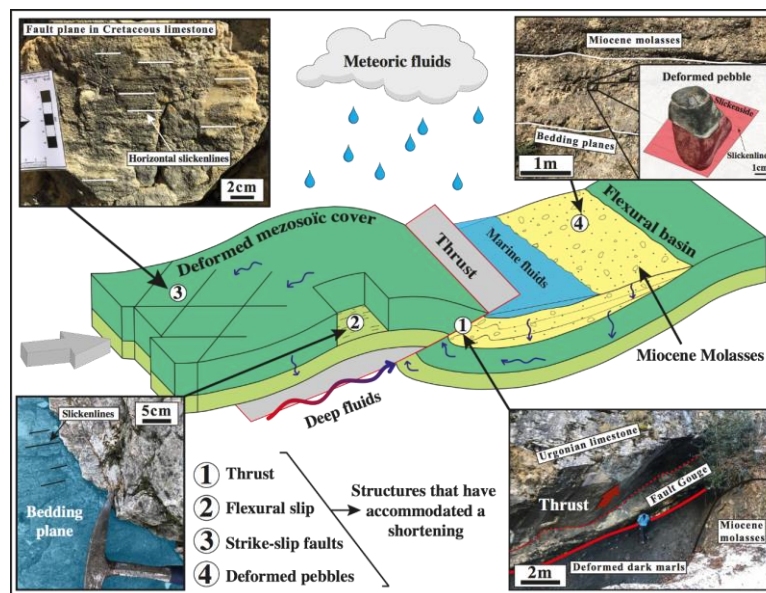 Fault plane in Cretaceous limestone
Horizontal slickenlines
2cm
Meteoric fluids
Miocene molasses
Bedding planes
1m
Deformed pebble
Slickenside
Slickenlines
1cm
Deformed mezosoïc cover
Thrust
Marine fluids
Flexural basin
4
3
2
1
Miocene Molasses
Deep fluids
Slickenlines
5cm
Bedding plane
1 Thrust
2 Flexural slip
3 Strike-slip faults
4 Deformed pebbles
Structures that have
accommodated a
shortening
Urgonian limestone
Thrust
Fault Gouge
Miocene
molasses
2m
Deformed dark marls